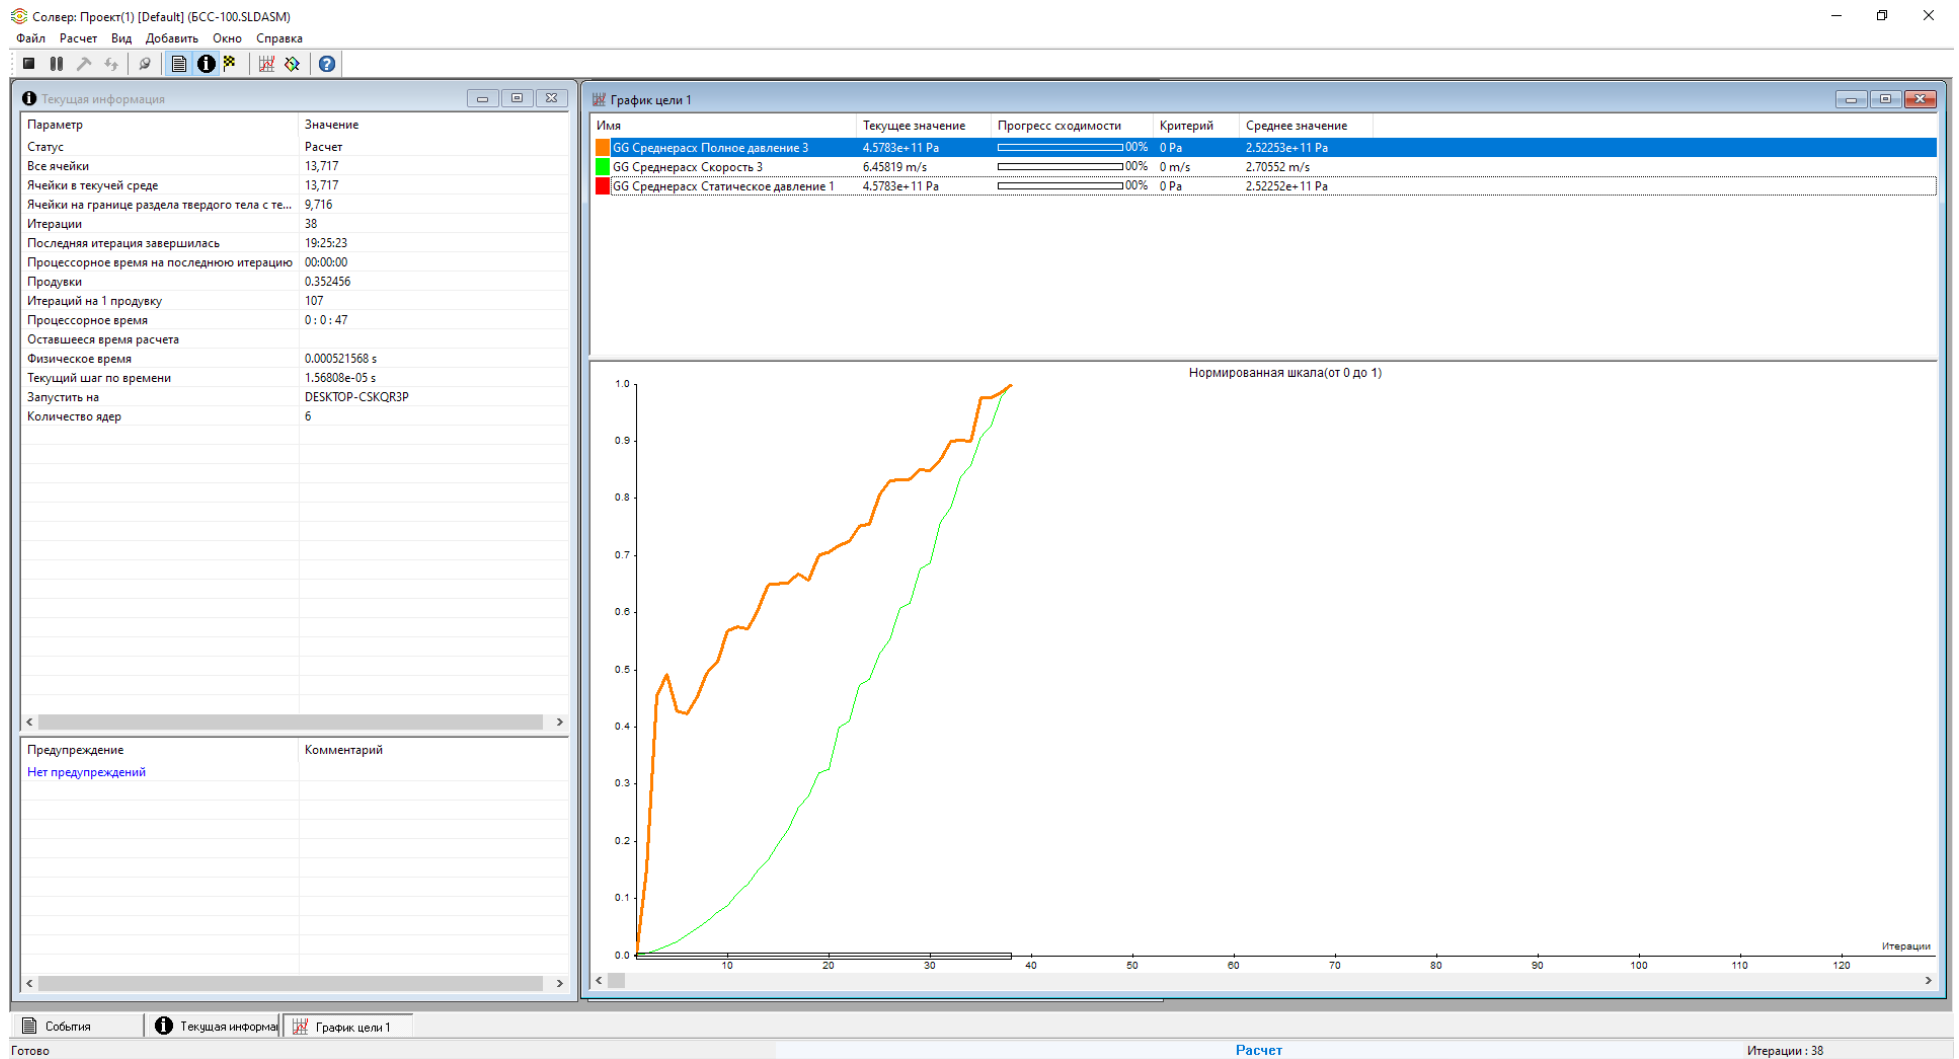 Солвер: Проект(1) [Default] (БСС-100.SLDASM)
Файл Расчет Вид Добавить Окно Справка
Текущая информация
Параметр Значение
Статус Расчет
Все ячейки 13,717
Ячейки в текучей среде 13,717
Ячейки на границе раздела твердого тела с те... 9,716
Итерации 38
Последняя итерация завершилась 19:25:23
Процессорное время на последнюю итерацию 00:00:00
Продувки 0.352456
Итераций на 1 продувку 107
Процессорное время 0 : 0 : 47
Оставшееся время расчета
Физическое время 0.000521568 s
Текущий шаг по времени 1.56808e-05 s
Запустить на DESKTOP-CSKQR3P
Количество ядер 6
Предупреждение Комментарий
Нет предупреждений
График цели 1
Имя Текущее значение Прогресс сходимости Критерий Среднее значение
GG Среднерасх Полное давление 3 4.5783e+11 Pa 00% 0 Pa 2.52253e+11 Pa
GG Среднерасх Скорость 3 6.45819 m/s 00% 0 m/s 2.70552 m/s
GG Среднерасх Статическое давление 1 4.5783e+11 Pa 00% 0 Pa 2.52252e+11 Pa
Нормированная шкала(от 0 до 1)
1.0
0.9
0.8
0.7
0.6
0.5
0.4
0.3
0.2
0.1
0.0
Итерации
10 20 30 40 50 60 70 80 90 100 110 120
События Текущая информа График цели 1
Готово Расчет Итерации : 38